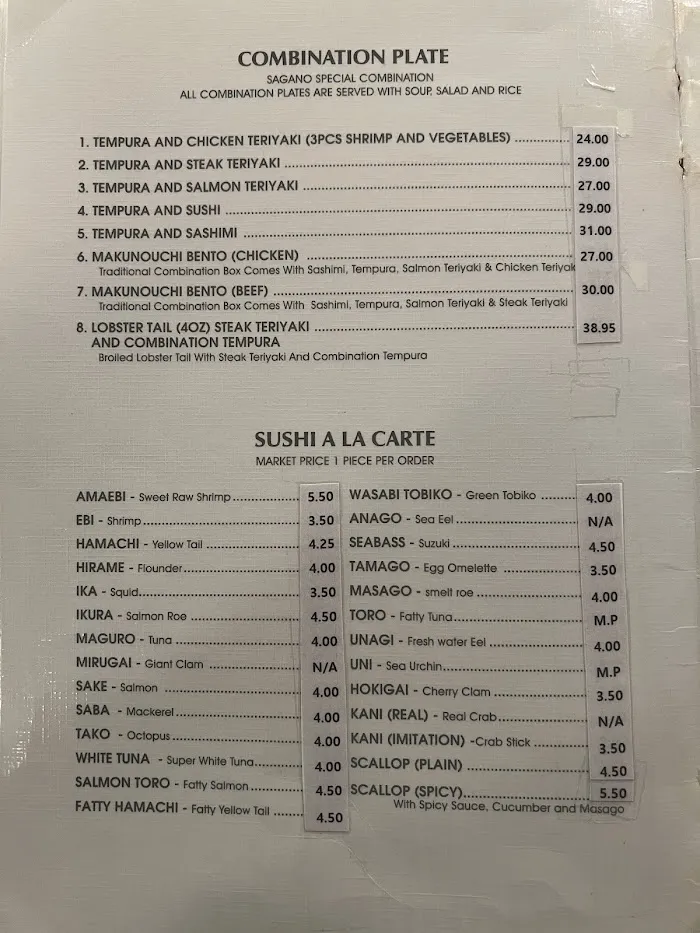 COMBINATION PLATE
SAGANO SPECIAL COMBINATION
ALL COMBINATION PLATES ARE SERVED WITH SOUP, SALAD AND RICE
1. TEMPURA AND CHICKEN TERIYAKI (3PCS SHRIMP AND VEGETABLES) 24.00
2. TEMPURA AND STEAK TERIYAKI 29.00
3. TEMPURA AND SALMON TERIYAKI 27.00
4. TEMPURA AND SUSHI 29.00
5. TEMPURA AND SASHIMI 31.00
6. MAKUNOUCHI BENTO (CHICKEN) 27.00
Traditional Combination Box Comes With Sashimi, Tempura, Salmon Teriyaki & Chicken Teriyak
7. MAKUNOUCHI BENTO (BEEF) 30.00
Traditional Combination Box Comes With Sashimi, Tempura, Salmon Teriyaki & Steak Teriyaki
8. LOBSTER TAIL (4OZ) STEAK TERIYAKI 38.95
AND COMBINATION TEMPURA
Broiled Lobster Tail With Steak Teriyaki And Combination Tempura
SUSHI A LA CARTE
MARKET PRICE 1 PIECE PER ORDER
AMAEBI - Sweet Raw Shrimp 5.50
EBI - Shrimp 3.50
HAMACHI - Yellow Tail 4.25
HIRAME - Flounder 4.00
IKA - Squid 3.50
IKURA - Salmon Roe 4.50
MAGURO - Tuna 4.00
MIRUGAI - Giant Clam N/A
SAKE - Salmon 4.00
SABA - Mackerel 4.00
TAKO - Octopus 4.00
WHITE TUNA - Super White Tuna 4.00
SALMON TORO - Fatty Salmon 4.50
FATTY HAMACHI - Fatty Yellow Tail 4.50
WASABI TOBIKO - Green Tobiko 4.00
ANAGO - Sea Eel N/A
SEABASS - Suzuki 4.50
TAMAGO - Egg Omelette 3.50
MASAGO - smelt roe 4.00
TORO - Fatty Tuna M.P
UNAGI - Fresh water Eel 4.00
UNI - Sea Urchin M.P
HOKIGAI - Cherry Clam 3.50
KANI (REAL) - Real Crab N/A
KANI (IMITATION) -Crab Stick 3.50
SCALLOP (PLAIN) 4.50
SCALLOP (SPICY) 5.50
With Spicy Sauce, Cucumber and Masago